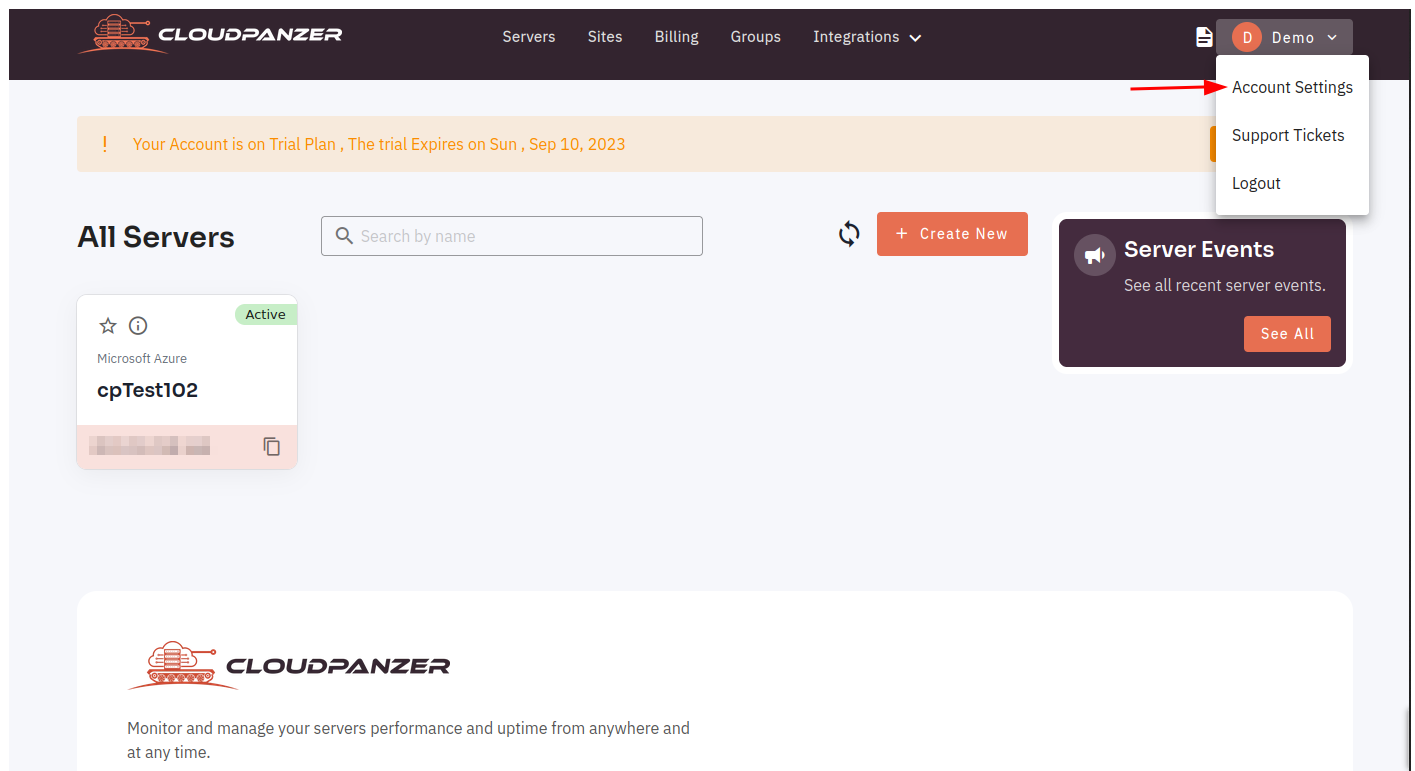 CLOUDPANZER
Servers Sites Billing Groups Integrations
D Demo
Account Settings
Support Tickets
Logout
! Your Account is on Trial Plan , The trial Expires on Sun , Sep 10, 2023
All Servers
Search by name
+ Create New
Server Events
See all recent server events.
See All
Active
Microsoft Azure
cpTest102
CLOUDPANZER
Monitor and manage your servers performance and uptime from anywhere and
at any time.